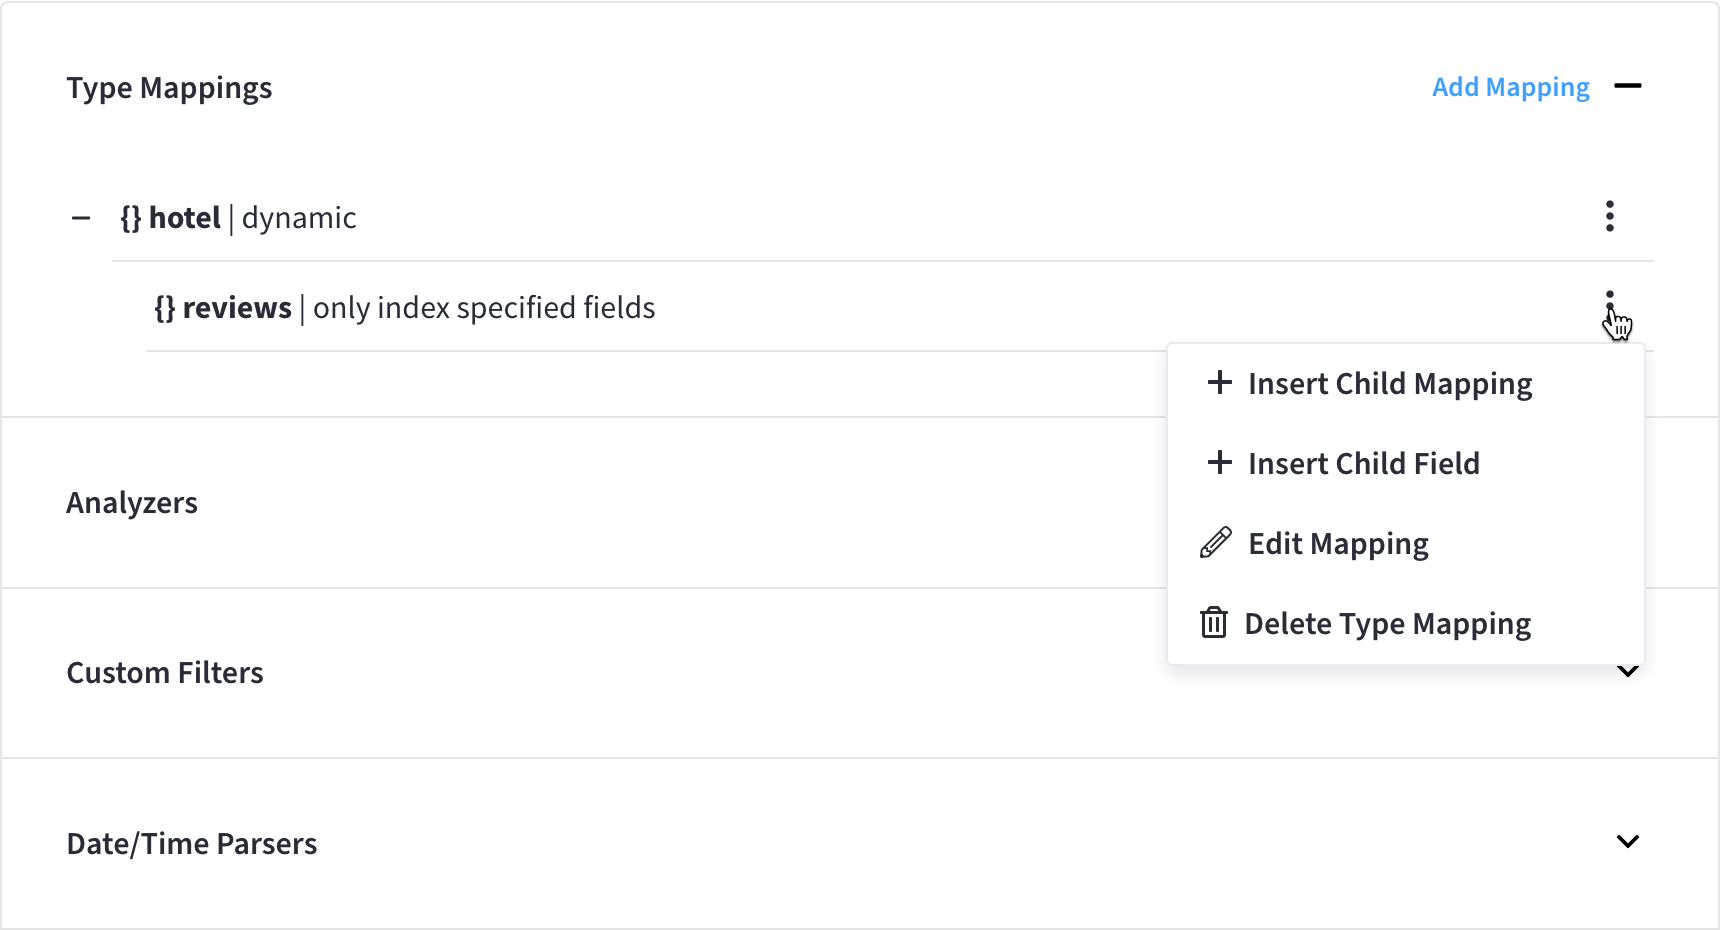 Type Mappings
Add Mapping
{} hotel | dynamic
{} reviews | only index specified fields
Insert Child Mapping
Insert Child Field
Edit Mapping
Delete Type Mapping
Analyzers
Custom Filters
Date/Time Parsers